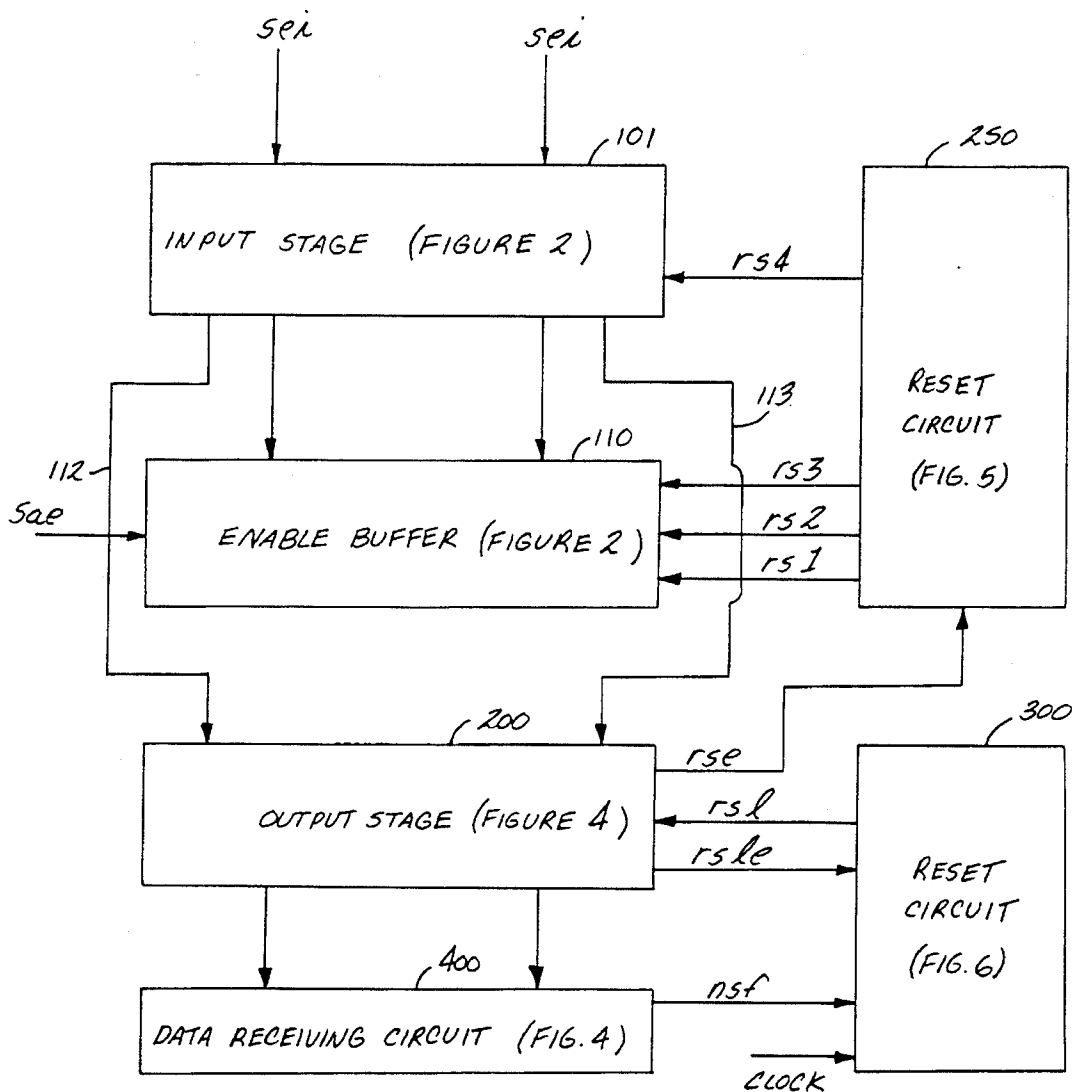 sei
sei
101
250
INPUT STAGE (FIGURE 2)
rs4
RESET
CIRCUIT
(FIG. 5)
113
112
110
rs3
Sae
ENABLE BUFFER (FIGURE 2)
rs2
rs1
200
300
rse
OUTPUT STAGE (FIGURE 4)
rsl
rsle
RESET
CIRCUIT
(FIG. 6)
400
nsf
DATA RECEIVING CIRCUIT (FIG. 4)
CLOCK